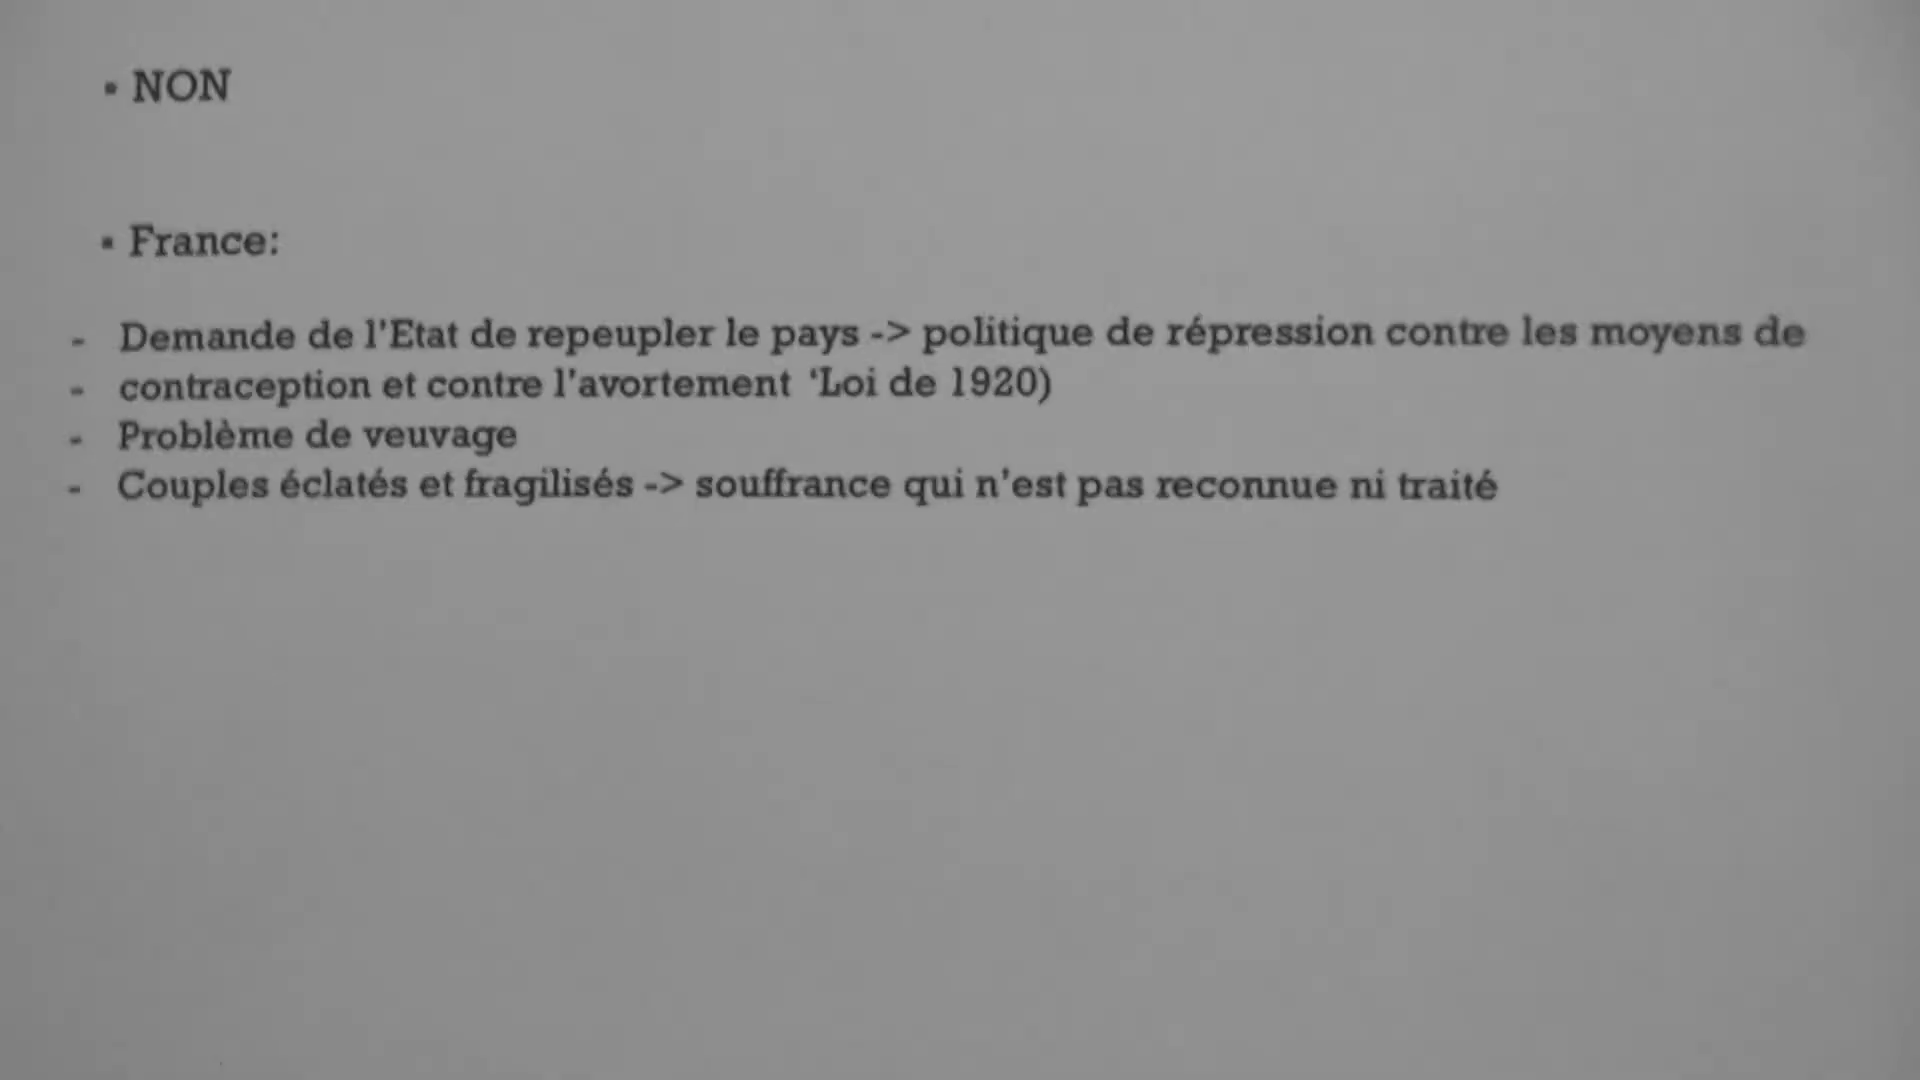 ▪ NON
▪ France:
- Demande de l'Etat de repeupler le pays -> politique de répression contre les moyens de
- contraception et contre l'avortement ‘Loi de 1920)
- Problème de veuvage
- Couples éclatés et fragilisés -> souffrance qui n'est pas reconnue ni traité